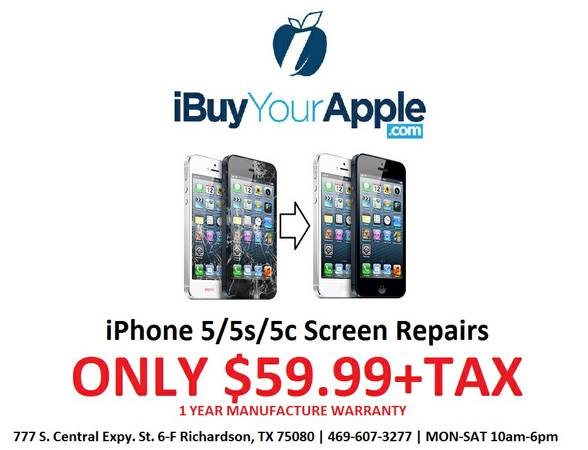 iBuyYourApple
.com
iPhone 5/5s/5c Screen Repairs
ONLY $59.99+TAX
1 YEAR MANUFACTURE WARRANTY
777 S. Central Expy. St. 6-F Richardson, TX 75080 | 469-607-3277 | MON-SAT 10am-6pm